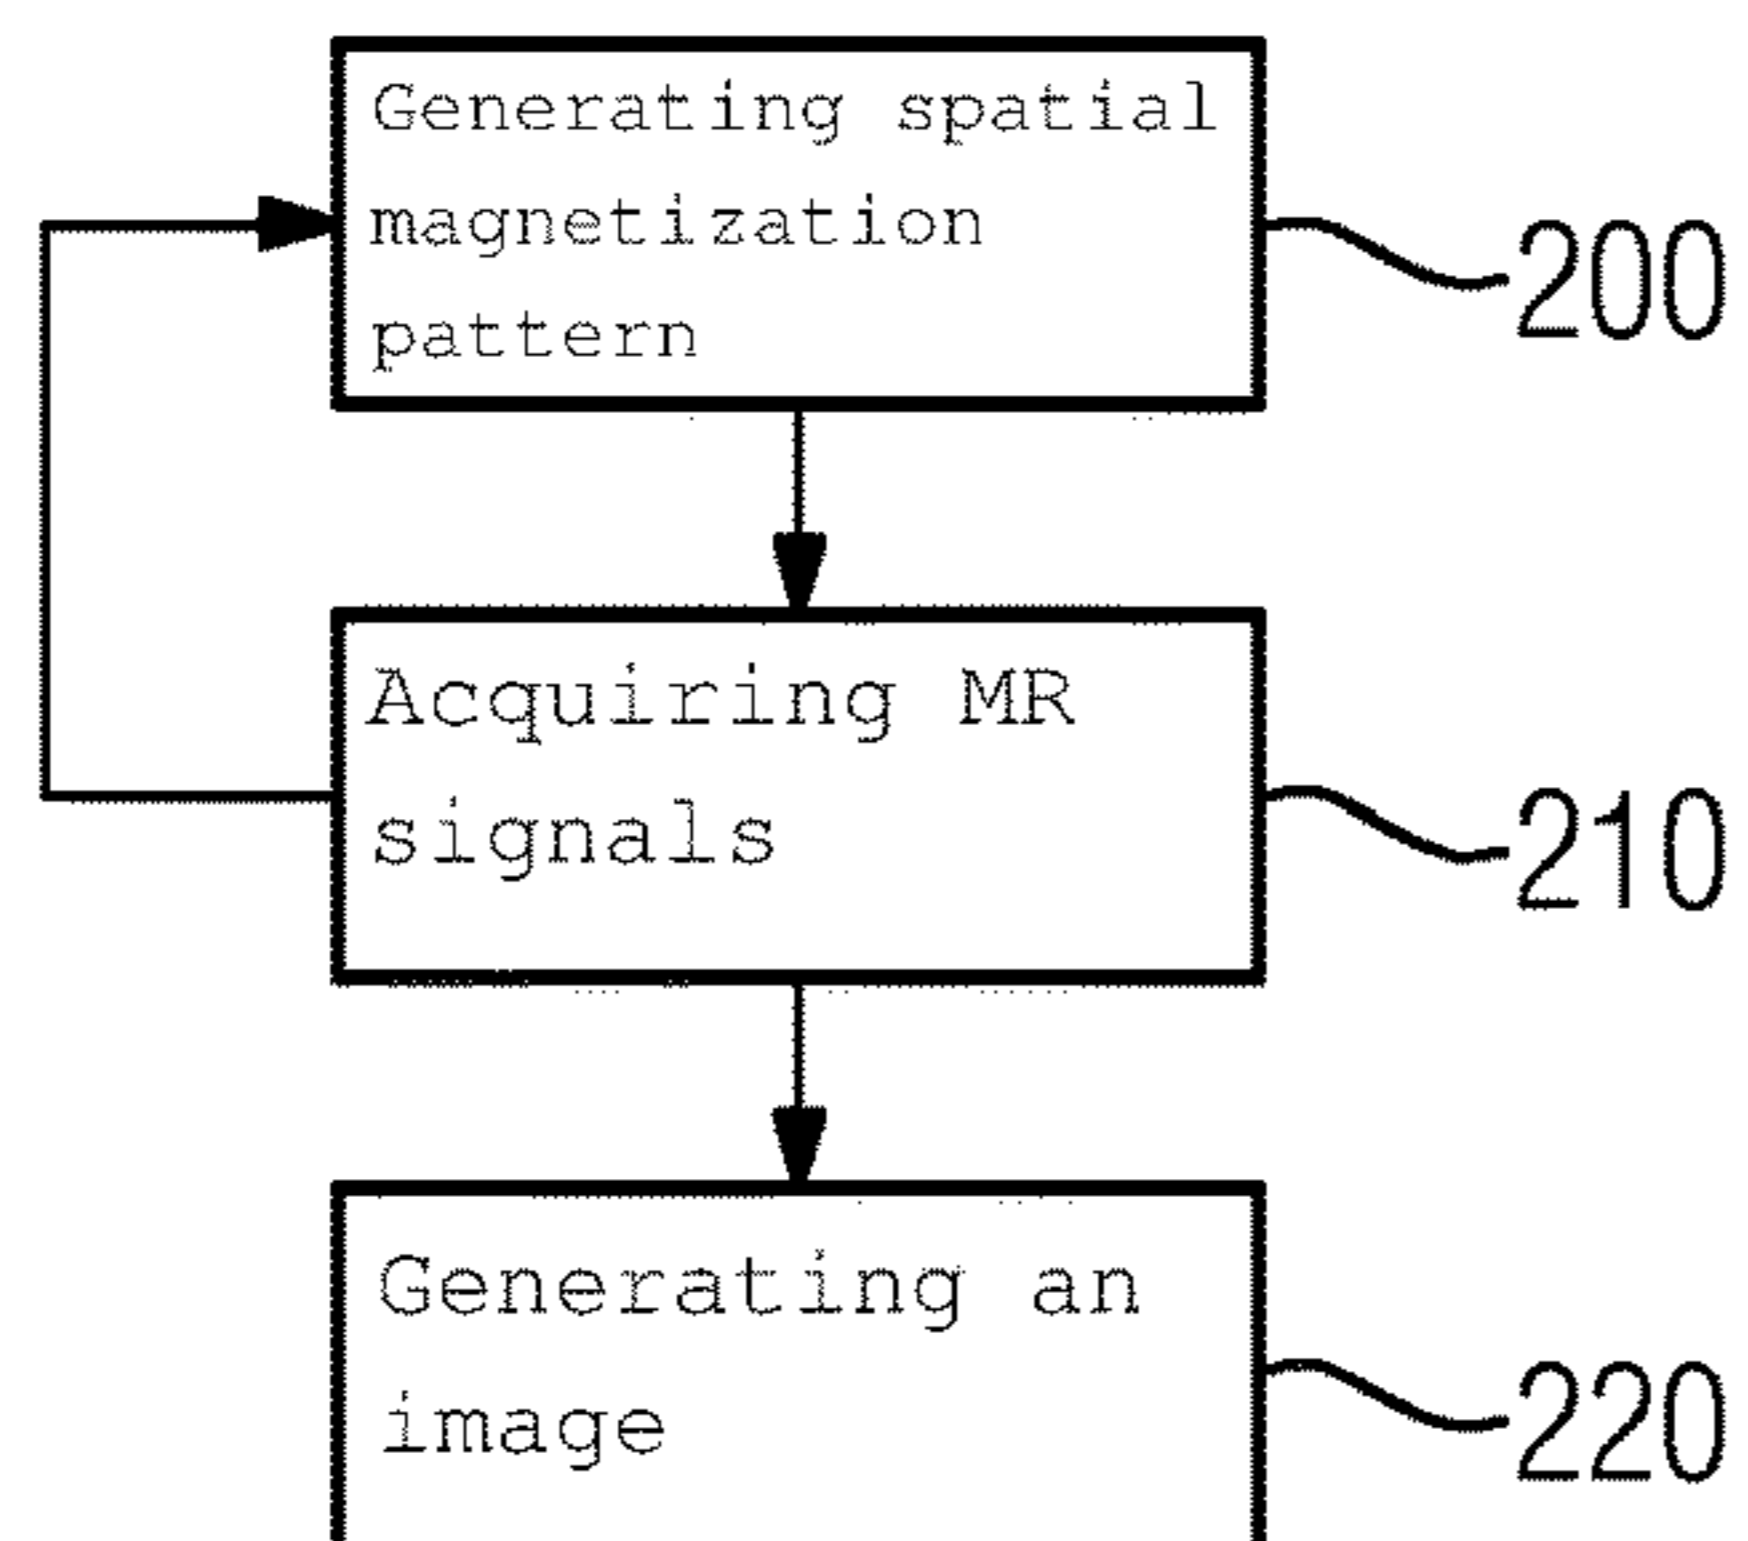 Generating spatial
magnetization
pattern
200
Acquiring MR
signals
210
Generating an
image
220